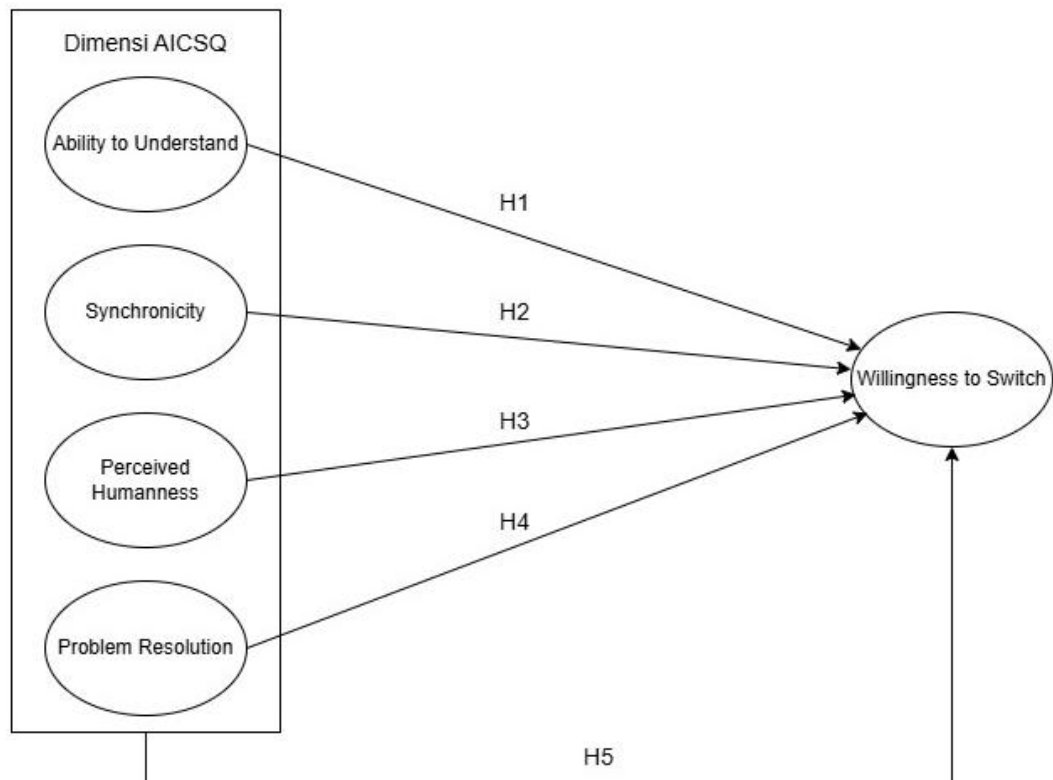 Dimensi AICSQ
Ability to Understand
H1
Synchronicity
H2
Willingness to Switch
H3
Perceived
Humanness
H4
Problem Resolution
H5